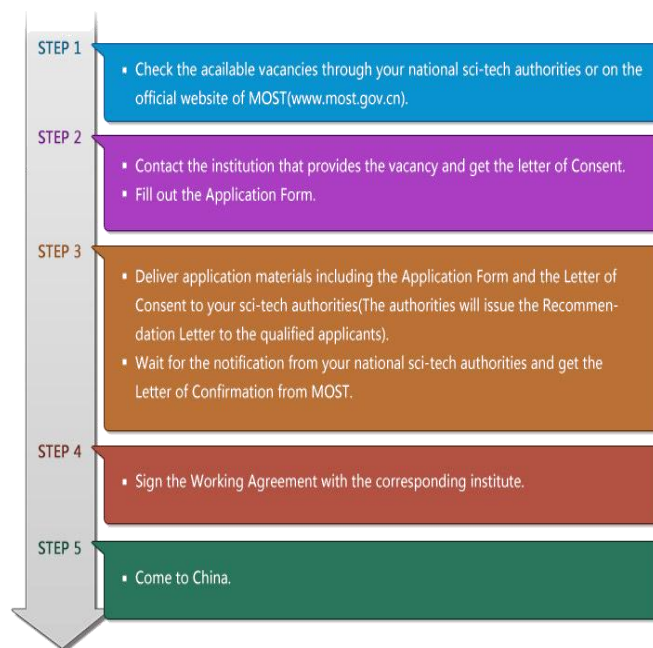 STEP 1
▪ Check the acailable vacancies through your national sci-tech authorities or on the
official website of MOST(www.most.gov.cn).
STEP 2
▪ Contact the institution that provides the vacancy and get the letter of Consent.
▪ Fill out the Application Form.
STEP 3
▪ Deliver application materials including the Application Form and the Letter of
Consent to your sci-tech authorities(The authorities will issue the Recommen-
dation Letter to the qualified applicants).
▪ Wait for the notification from your national sci-tech authorities and get the
Letter of Confirmation from MOST.
STEP 4
▪ Sign the Working Agreement with the corresponding institute.
STEP 5
▪ Come to China.